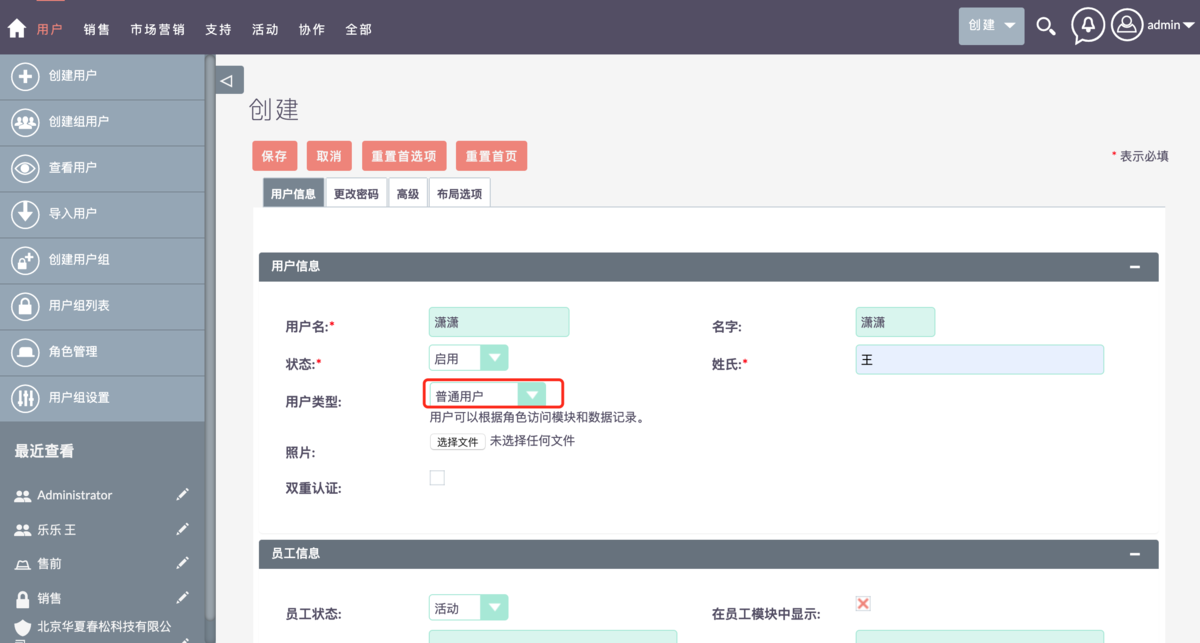 用户 销售 市场营销 支持 活动 协作 全部 创建 admin
创建用户
创建组用户
查看用户
导入用户
创建用户组
用户组列表
角色管理
用户组设置
最近查看
Administrator
乐乐 王
售前
销售
北京华夏春松科技有限公
创建
保存 取消 重置首选项 重置首页
* 表示必填
用户信息 更改密码 高级 布局选项
用户信息
用户名:* 潇潇 名字: 潇潇
状态:* 启用 姓氏:* 王
用户类型: 普通用户
用户可以根据角色访问模块和数据记录。
照片: 选择文件 未选择任何文件
双重认证:
员工信息
员工状态: 活动 在员工模块中显示: